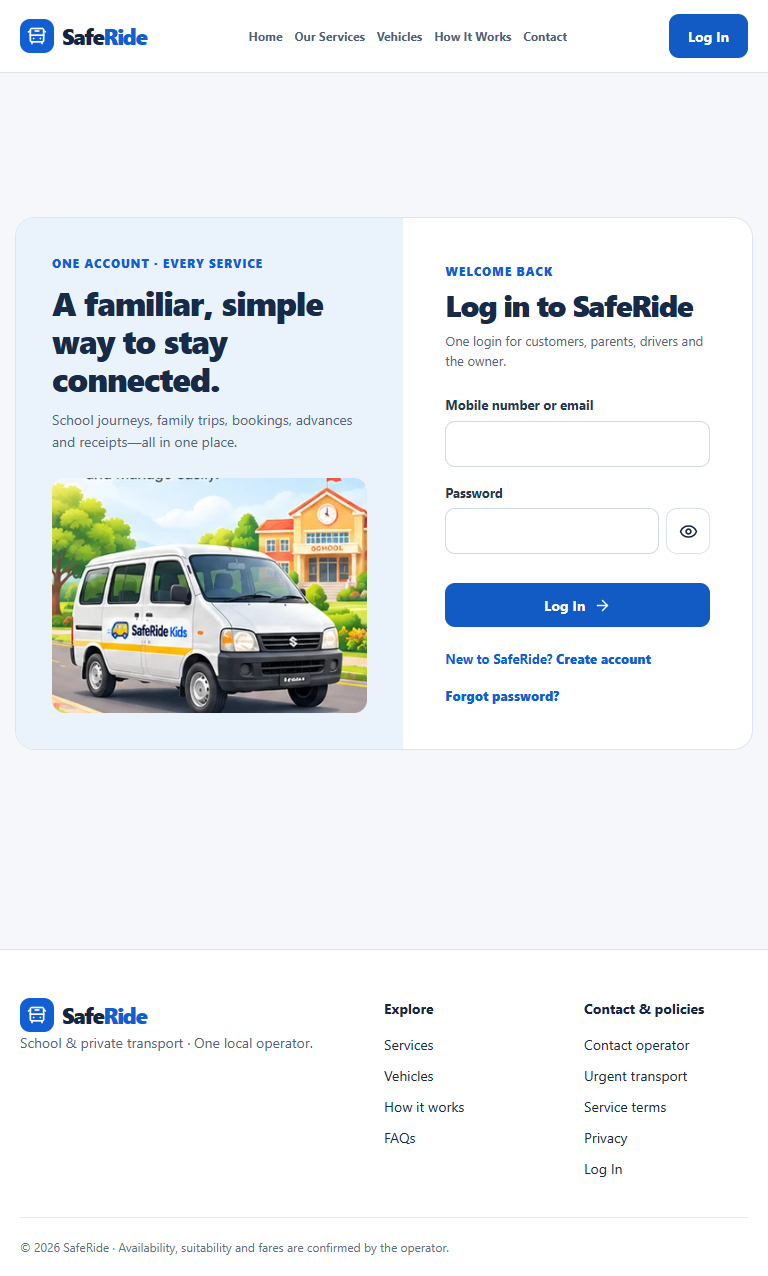 SafeRide
Home Our Services Vehicles How It Works Contact
Log In
ONE ACCOUNT · EVERY SERVICE
A familiar, simple
way to stay
connected.
School journeys, family trips, bookings, advances
and receipts—all in one place.
SCHOOL
SafeRide Kids
WELCOME BACK
Log in to SafeRide
One login for customers, parents, drivers and
the owner.
Mobile number or email
Password
Log In
New to SafeRide? Create account
Forgot password?
SafeRide
School & private transport · One local operator.
Explore
Services
Vehicles
How it works
FAQs
Contact & policies
Contact operator
Urgent transport
Service terms
Privacy
Log In
© 2026 SafeRide · Availability, suitability and fares are confirmed by the operator.